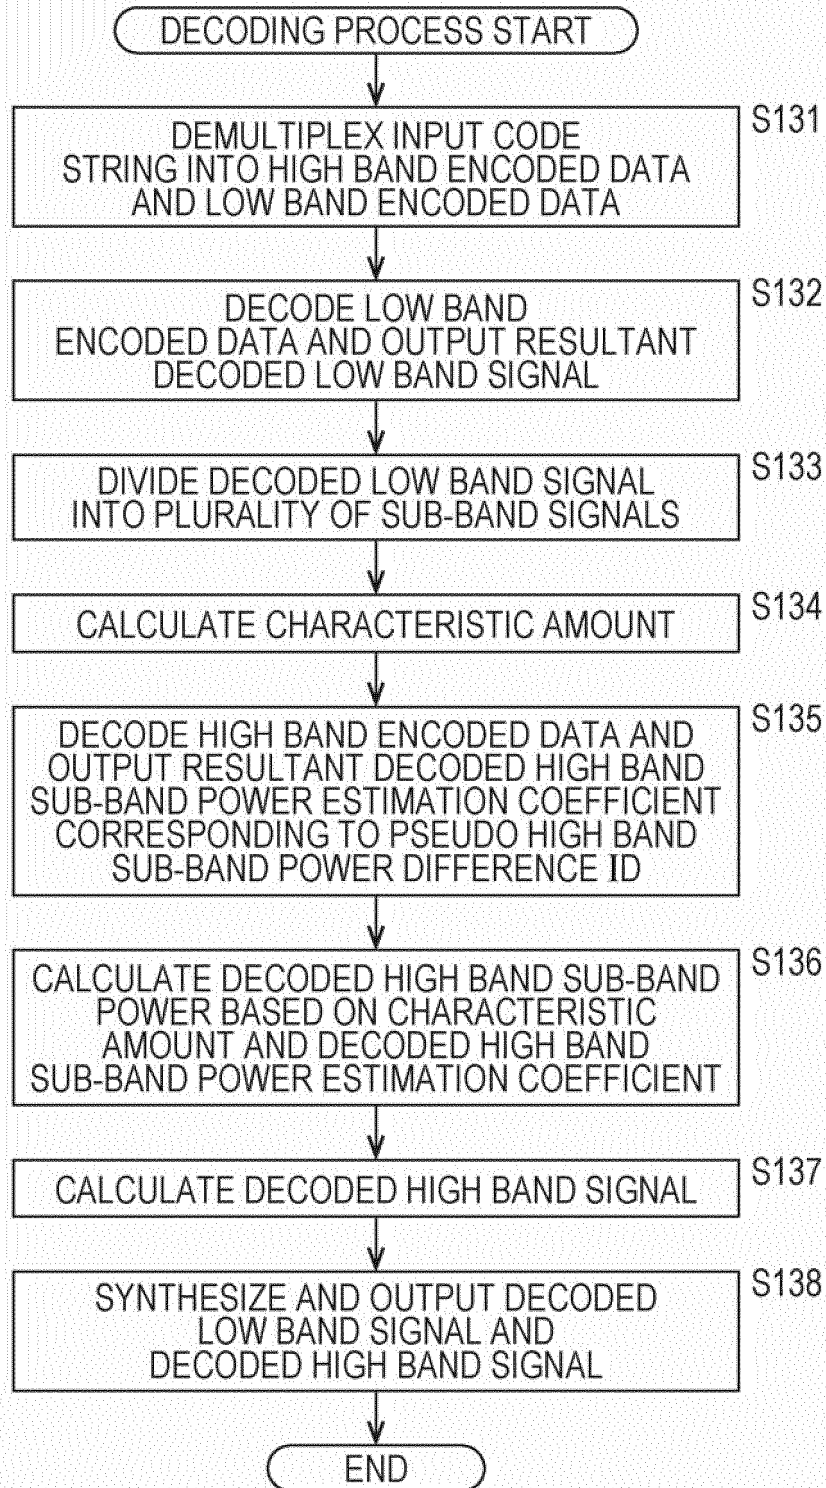 DECODING PROCESS START
S131
DEMULTIPLEX INPUT CODE
STRING INTO HIGH BAND ENCODED DATA
AND LOW BAND ENCODED DATA
S132
DECODE LOW BAND
ENCODED DATA AND OUTPUT RESULTANT
DECODED LOW BAND SIGNAL
S133
DIVIDE DECODED LOW BAND SIGNAL
INTO PLURALITY OF SUB-BAND SIGNALS
S134
CALCULATE CHARACTERISTIC AMOUNT
S135
DECODE HIGH BAND ENCODED DATA AND
OUTPUT RESULTANT DECODED HIGH BAND
SUB-BAND POWER ESTIMATION COEFFICIENT
CORRESPONDING TO PSEUDO HIGH BAND
SUB-BAND POWER DIFFERENCE ID
S136
CALCULATE DECODED HIGH BAND SUB-BAND
POWER BASED ON CHARACTERISTIC
AMOUNT AND DECODED HIGH BAND
SUB-BAND POWER ESTIMATION COEFFICIENT
S137
CALCULATE DECODED HIGH BAND SIGNAL
S138
SYNTHESIZE AND OUTPUT DECODED
LOW BAND SIGNAL AND
DECODED HIGH BAND SIGNAL
END